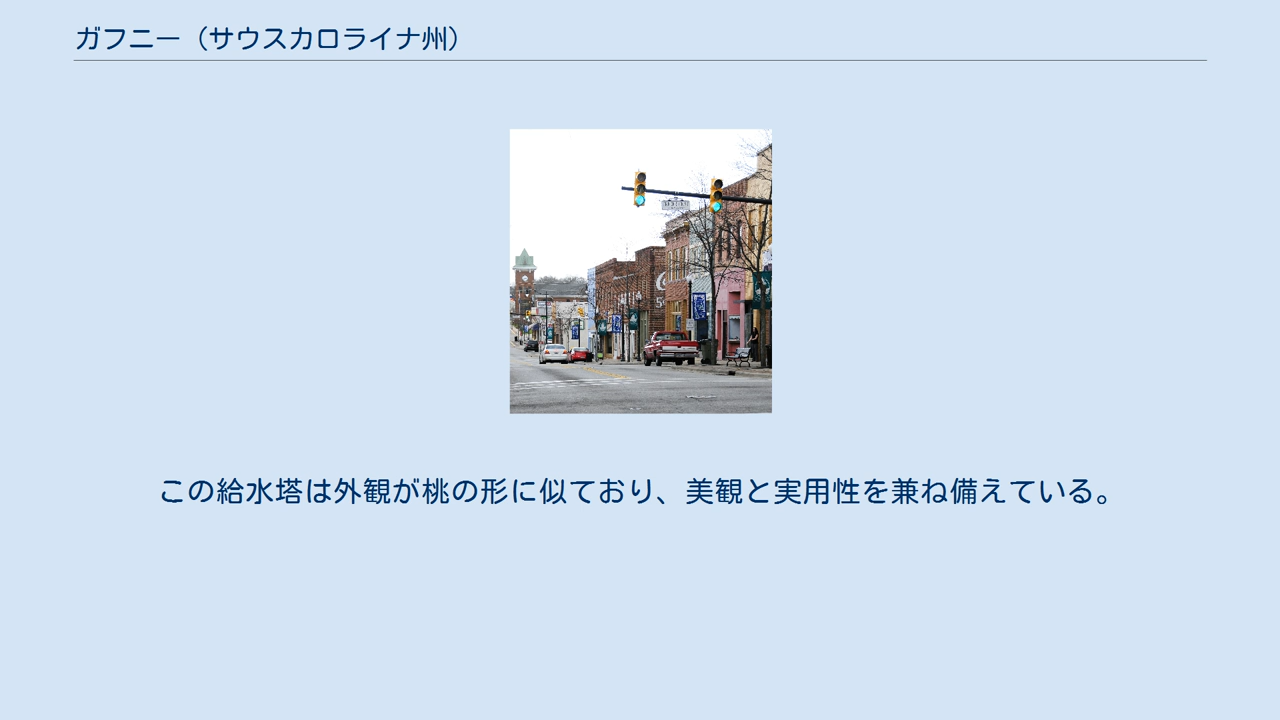 ガフニー（サウスカロライナ州）
この給水塔は外観が桃の形に似ており、美観と実用性を兼ね備えている。